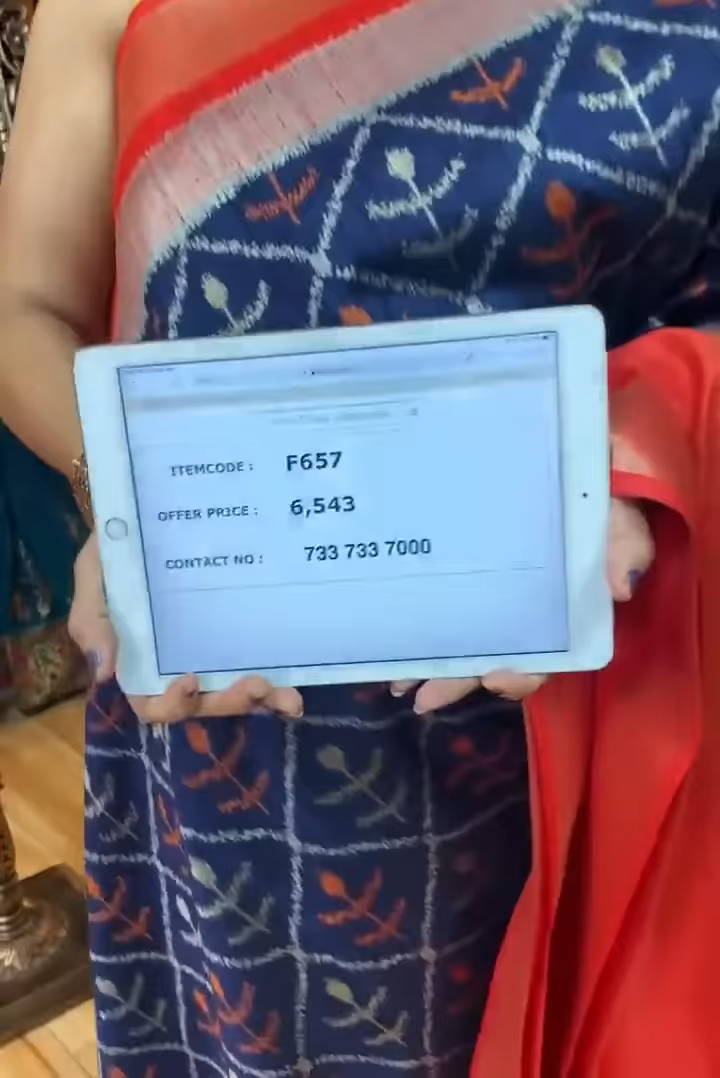 ITEMCODE : F657
OFFER PRICE : 6,543
CONTACT NO : 733 733 7000